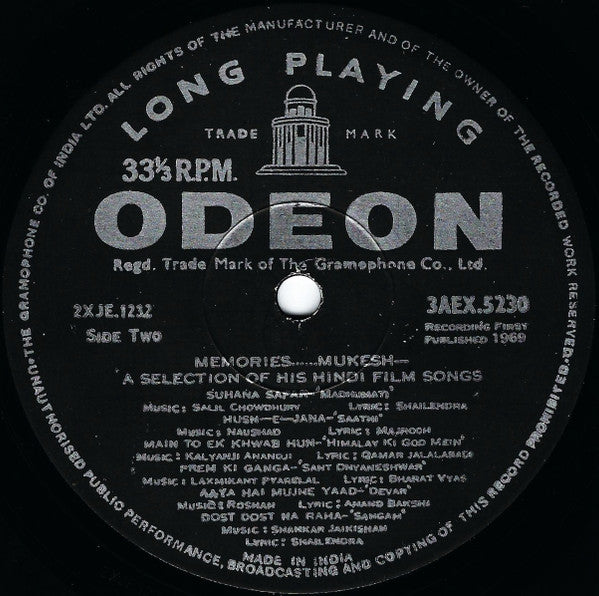 THE GRAMOPHONE CO. OF INDIA LTD. ALL RIGHTS OF THE MANUFACTURER AND OF THE OWNER OF THE RECORDED WORK RESERVED.
UNAUTHORISED PUBLIC PERFORMANCE, BROADCASTING AND COPYING OF THIS RECORD PROHIBITED.
LONG PLAYING
TRADE MARK
33⅓ R.P.M.
ODEON
Regd. Trade Mark of The Gramophone Co., Ltd.
2XJE.1232 3AEX.5230
SIDE TWO RECORDING FIRST
PUBLISHED 1969
MEMORIES.....MUKESH—
A SELECTION OF HIS HINDI FILM SONGS
SUHANA SAFAR-'MADHUMATI'
MUSIC: SALIL CHOWDHURY LYRIC: SHAILENDRA
HUSN-E-JANA-'SAATHI'
MUSIC: NAUSHAD LYRIC: MAJROOH
MAIN TO EK KHWAB HUN-'HIMALAY KI GOD MEIN'
MUSIC: KALYANJI ANANDJI LYRIC: QAMAR JALALABADI
PREM KI GANGA-'SANT DNYANESHWAR'
MUSIC: LAXMIKANT PYARELAL LYRIC: BHARAT VYAS
AAYA HAI MUJHE YAAD-'DEVAR'
MUSIC: ROSHAN LYRIC: ANAND BAKSHI
DOST DOST NA RAHA-'SANGAM'
MUSIC: SHANKAR JAIKISHAN
LYRIC: SHAILENDRA
MADE IN INDIA